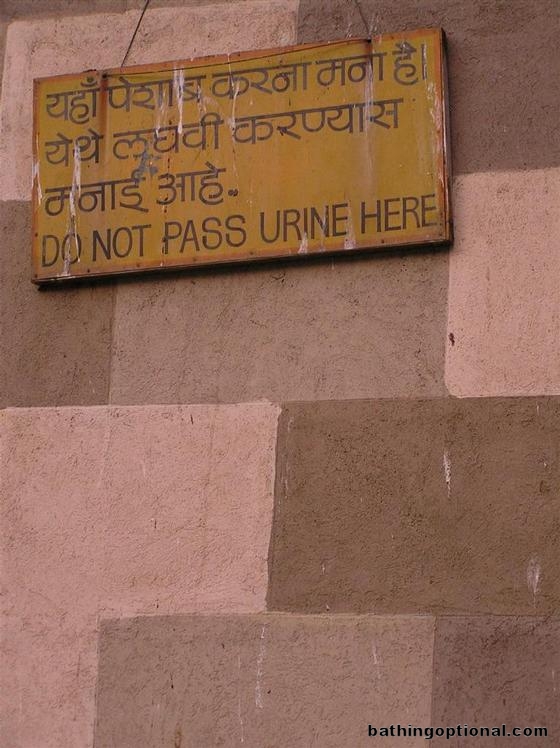 यहाँ पेशाब करना मना है।
येथे लघवी करण्यास
मनाई आहे..
DO NOT PASS URINE HERE
bathingoptional.com